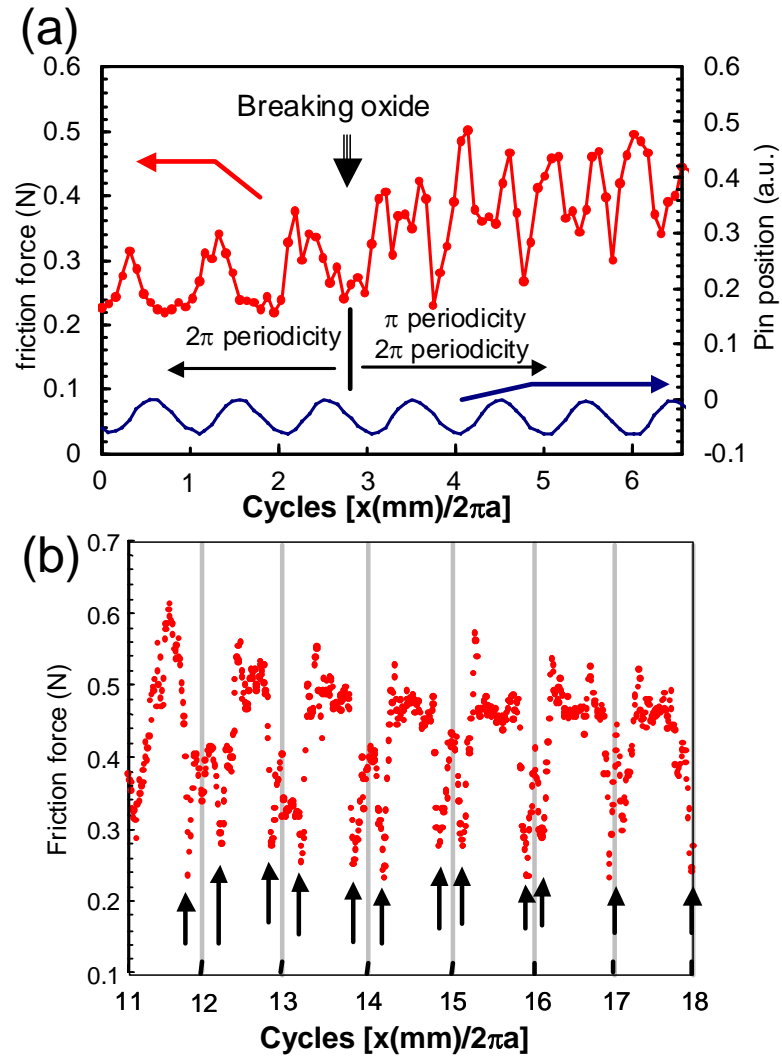 (a)
0.6
0.5
0.4
0.3
0.2
0.1
0
friction force (N)
Breaking oxide
2π periodicity
π periodicity
2π periodicity
0.6
0.5
0.4
0.3
0.2
0.1
0
-0.1
Pin position (a.u.)
0 1 2 3 4 5 6
Cycles [x(mm)/2πa]
(b)
0.7
0.6
0.5
0.4
0.3
0.2
0.1
Friction force (N)
11 12 13 14 15 16 17 18
Cycles [x(mm)/2πa]